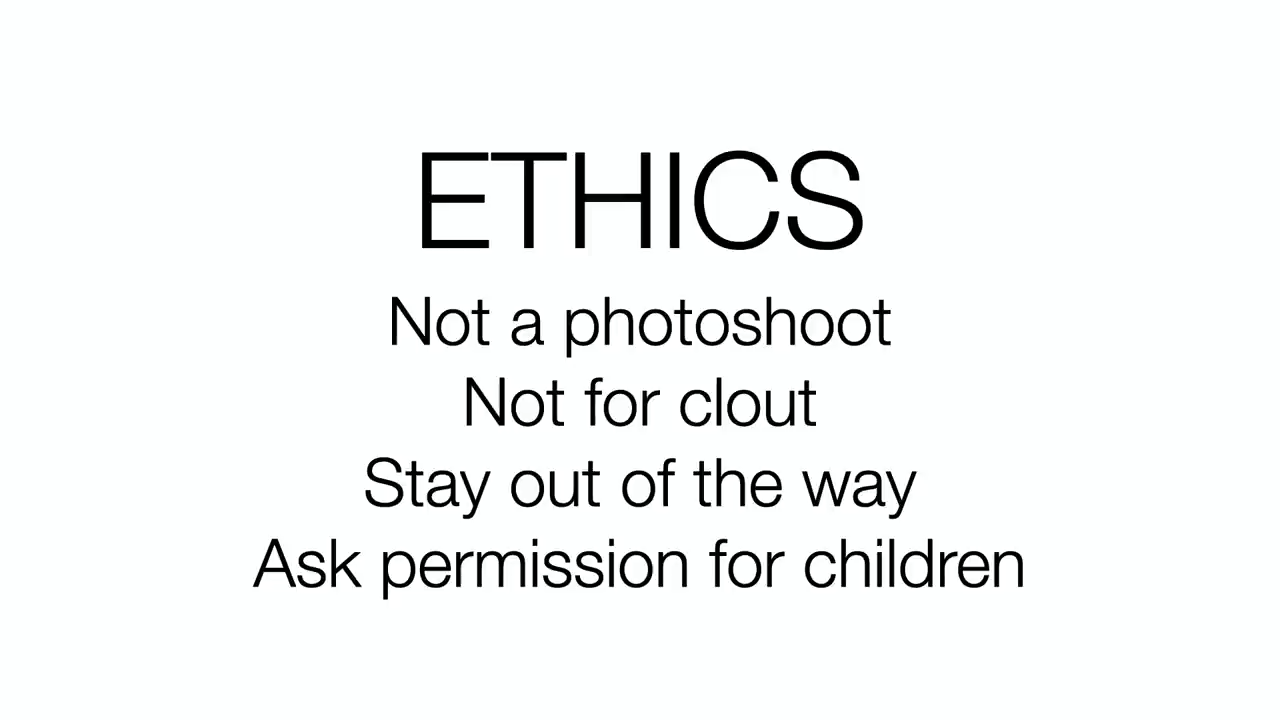 ETHICS
Not a photoshoot
Not for clout
Stay out of the way
Ask permission for children